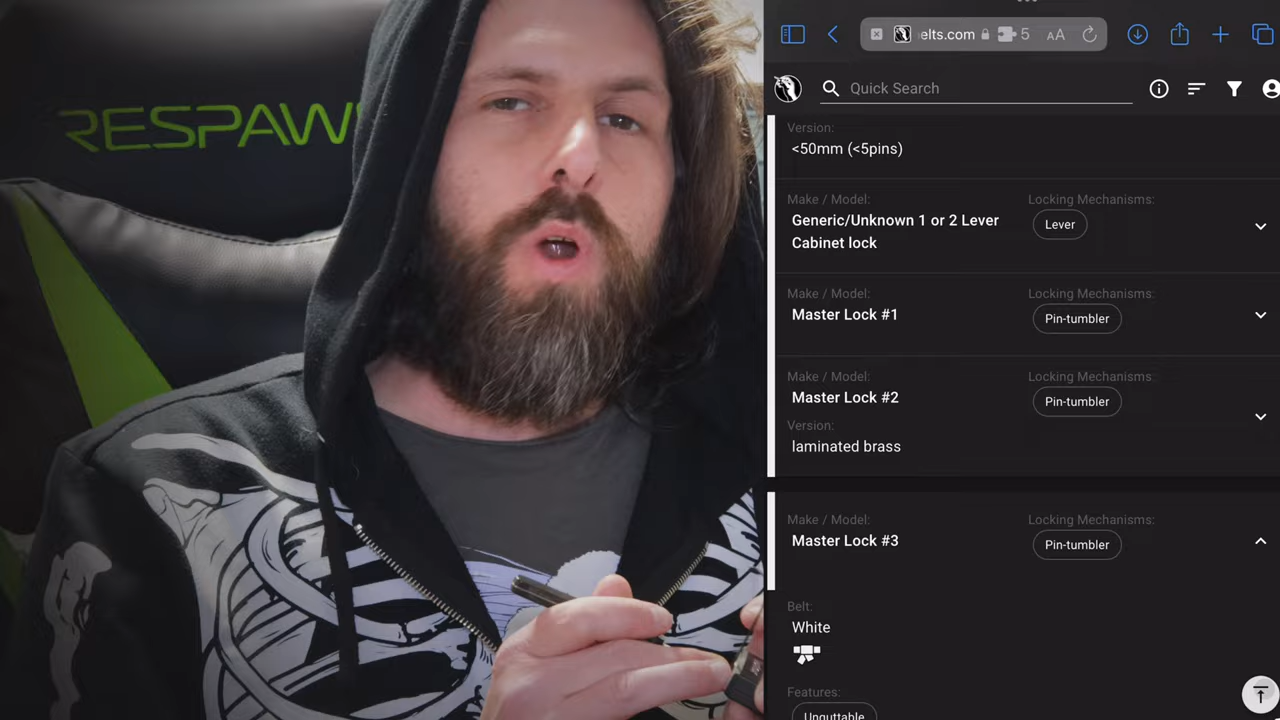 RESPAW
elts.com
5
AA
Quick Search
Version:
<50mm (<5pins)
Make / Model:
Locking Mechanisms:
Generic/Unknown 1 or 2 Lever
Cabinet lock
Lever
Make / Model:
Locking Mechanisms:
Master Lock #1
Pin-tumbler
Make / Model:
Locking Mechanisms:
Master Lock #2
Pin-tumbler
Version:
laminated brass
Make / Model:
Locking Mechanisms:
Master Lock #3
Pin-tumbler
Belt:
White
Features:
Unguttable